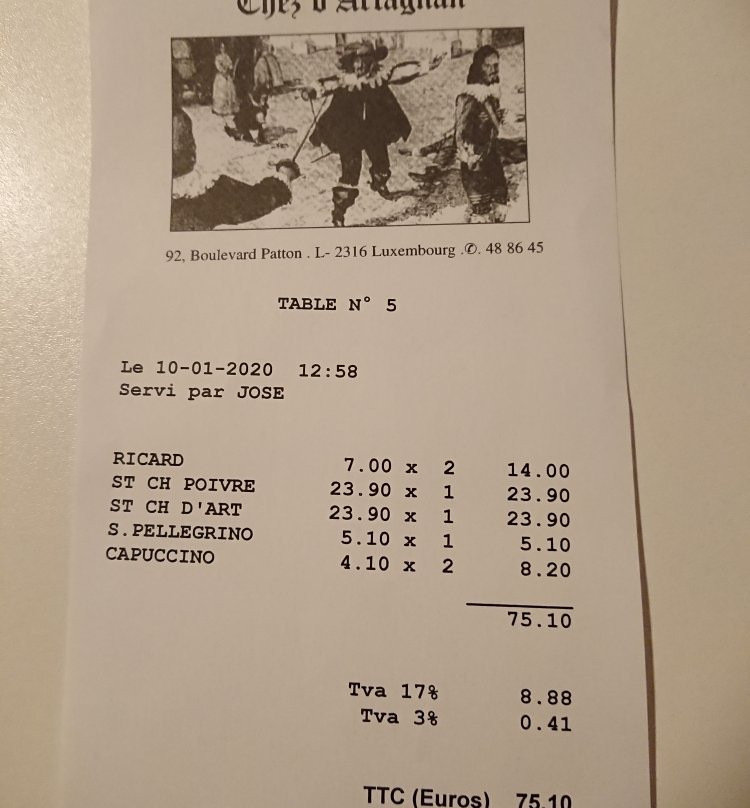 Chez d'Artagnan
92, Boulevard Patton . L- 2316 Luxembourg .✆. 48 86 45
TABLE N° 5
Le 10-01-2020 12:58
Servi par JOSE
RICARD 7.00 x 2 14.00
ST CH POIVRE 23.90 x 1 23.90
ST CH D'ART 23.90 x 1 23.90
S.PELLEGRINO 5.10 x 1 5.10
CAPUCCINO 4.10 x 2 8.20
75.10
Tva 17% 8.88
Tva 3% 0.41
TTC (Euros) 75.10